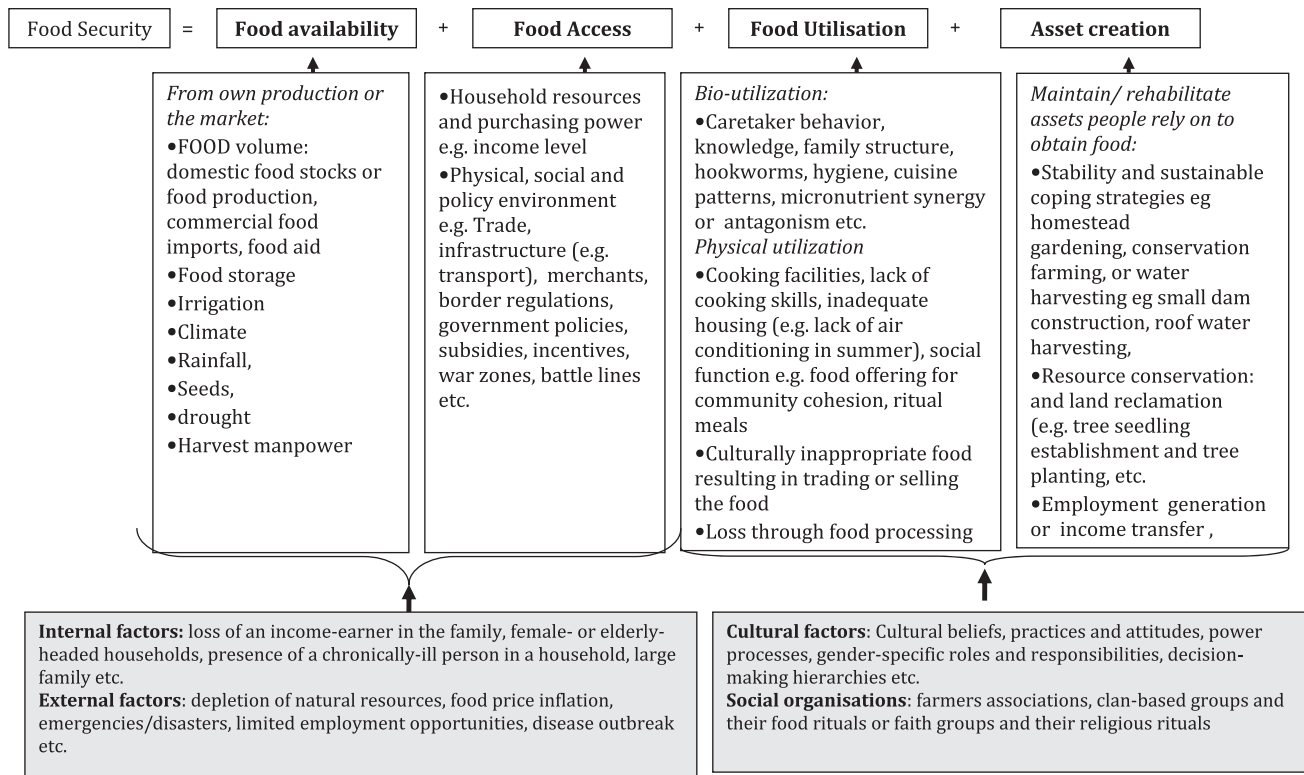 Food Security = Food availability + Food Access + Food Utilisation + Asset creation
From own production or
the market:
•FOOD volume:
domestic food stocks or
food production,
commercial food
imports, food aid
•Food storage
•Irrigation
•Climate
•Rainfall,
•Seeds,
•drought
•Harvest manpower
•Household resources
and purchasing power
e.g. income level
•Physical, social and
policy environment
e.g. Trade,
infrastructure (e.g.
transport), merchants,
border regulations,
government policies,
subsidies, incentives,
war zones, battle lines
etc.
Bio-utilization:
•Caretaker behavior,
knowledge, family structure,
hookworms, hygiene, cuisine
patterns, micronutrient synergy
or antagonism etc.
Physical utilization
•Cooking facilities, lack of
cooking skills, inadequate
housing (e.g. lack of air
conditioning in summer), social
function e.g. food offering for
community cohesion, ritual
meals
•Culturally inappropriate food
resulting in trading or selling
the food
•Loss through food processing
Maintain/ rehabilitate
assets people rely on to
obtain food:
•Stability and sustainable
coping strategies eg
homestead
gardening, conservation
farming, or water
harvesting eg small dam
construction, roof water
harvesting,
•Resource conservation:
and land reclamation
(e.g. tree seedling
establishment and tree
planting, etc.
•Employment generation
or income transfer ,
Internal factors: loss of an income-earner in the family, female- or elderly-
headed households, presence of a chronically-ill person in a household, large
family etc.
External factors: depletion of natural resources, food price inflation,
emergencies/disasters, limited employment opportunities, disease outbreak
etc.
Cultural factors: Cultural beliefs, practices and attitudes, power
processes, gender-specific roles and responsibilities, decision-
making hierarchies etc.
Social organisations: farmers associations, clan-based groups and
their food rituals or faith groups and their religious rituals